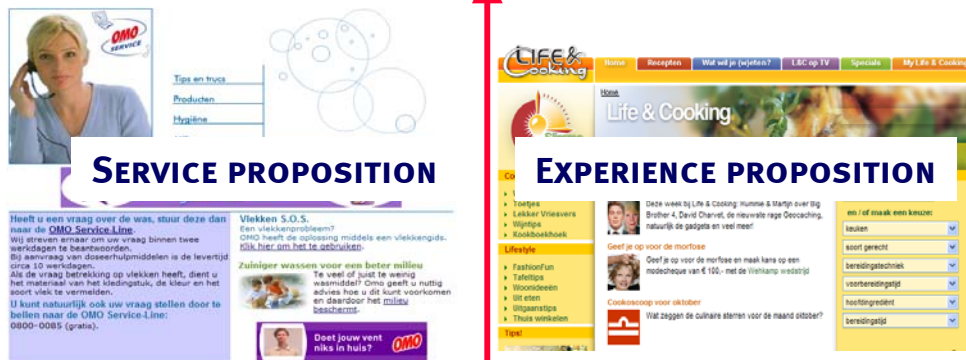 OMO
SERVICE
Tips en trucs
Producten
Hygiëne
SERVICE PROPOSITION
Heeft u een vraag over de was, stuur deze dan
naar de OMO Service-Line.
Wij streven ernaar om uw vraag binnen twee
werkdagen te beantwoorden.
Bij aanvraag van doseerhulpmiddelen is de levertijd
circa 10 werkdagen.
Als de vraag betrekking op vlekken heeft, dient u
het materiaal van het kledingstuk, de kleur en het
soort vlek te vermelden.
U kunt natuurlijk ook uw vraag stellen door te
bellen naar de OMO Service-Line:
0800-0085 (gratis).
Vlekken S.O.S.
Een vlekkenprobleem?
OMO heeft de oplossing middels een vlekkengids.
Klik hier om het te gebruiken.
Zuiniger wassen voor een beter milieu
Te veel of juist te weinig
wasmiddel? Omo geeft u nuttig
advies hoe u dit kunt voorkomen
en daardoor het milieu
beschermt.
Doet jouw vent
niks in huis?
OMO
LIFE &
Cooking
Home
Recepten
Wat wil je (w)eten?
L&C op TV
Specials
My Life & Cooking
Home
Life & Cooking
EXPERIENCE PROPOSITION
Toetjes
Lekker Vriesvers
Wijntips
Kookboekhoek
Lifestyle
FashionFun
Tafeltips
Woonideeën
Uit eten
Uitgaanstips
Thuis winkelen
Tips!
Deze week bij Life & Cooking: Rummie & Martijn over Big
Brother 4, David Charvet, de nieuwste rage Geocaching,
natuurlijk de gadgets en veel meer!
Geef je op voor de morfose
Geef je op voor de morfose en maak kans op een
modecheque van € 100,- met de Wehkamp wedstrijd
Cookoscoop voor oktober
Wat zeggen de culinaire sterren voor de maand oktober?
en / of maak een keuze:
keuken
soort gerecht
bereidingstechniek
voorbereidingstijd
hoofdingrediënt
bereidingstijd